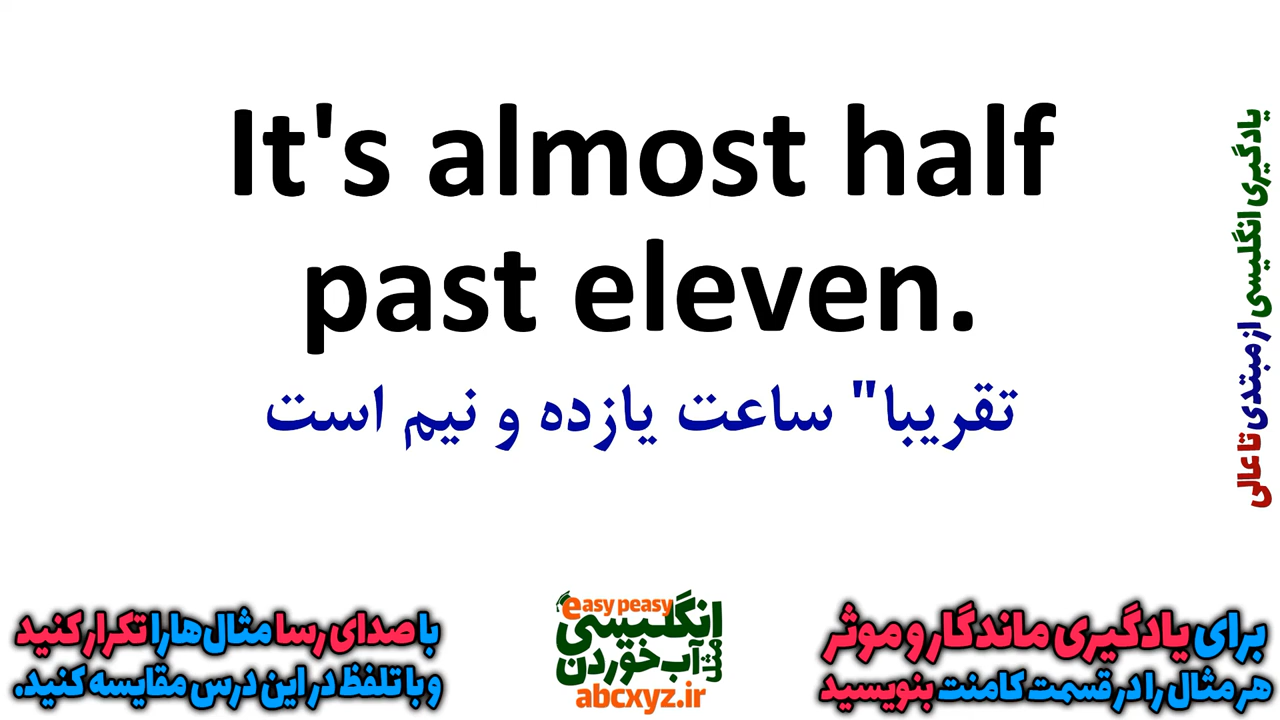 It's almost half
past eleven.
تقریبا" ساعت یازده و نیم است
یادگیری انگلیسی از مبتدی تا عالی
با صدای رسا مثال‌ها را تکرار کنید
و با تلفظ در این درس مقایسه کنید.
easy peasy
انگلیسی
مثل آب خوردن
abcxyz.ir
برای یادگیری ماندگار و موثر
هر مثال را در قسمت کامنت بنویسید